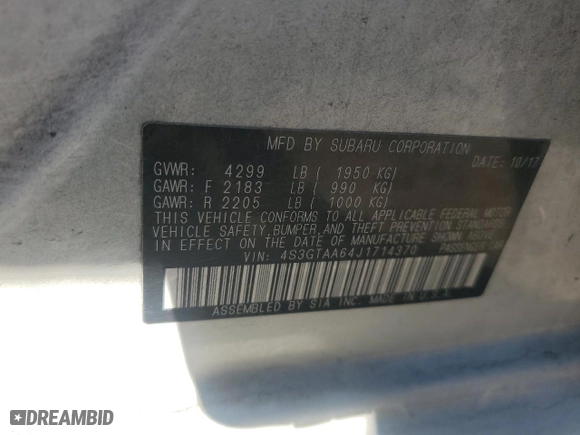 MFD BY SUBARU CORPORATION
DATE: 10/17
GVWR: 4299 LB ( 1950 KG)
GAWR: F 2183 LB ( 990 KG)
GAWR: R 2205 LB ( 1000 KG)
THIS VEHICLE CONFORMS TO ALL APPLICABLE FEDERAL MOTOR
VEHICLE SAFETY, BUMPER, AND THEFT PREVENTION STANDARDS
IN EFFECT ON THE DATE OF MANUFACTURE SHOWN ABOVE.
VIN: 4S3GTAA64J1714370 PASSENGER CAR
ASSEMBLED BY SIA INC. MADE IN U.S.A.
DREAMBID